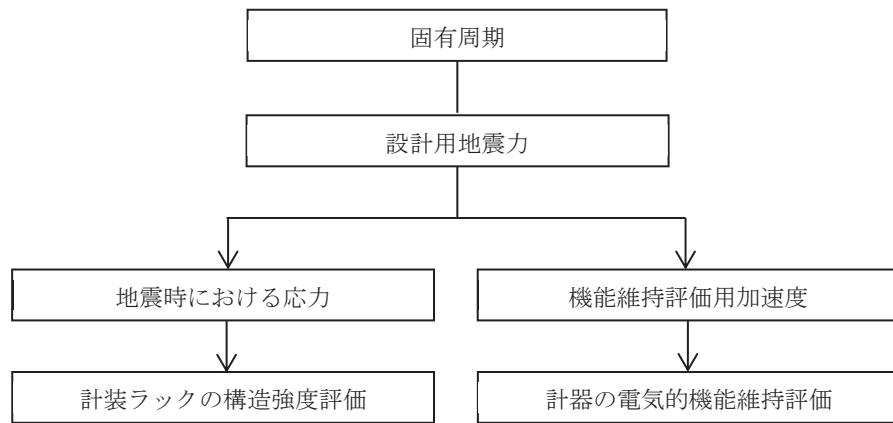 固有周期
設計用地震力
地震時における応力
機能維持評価用加速度
計装ラックの構造強度評価
計器の電気的機能維持評価